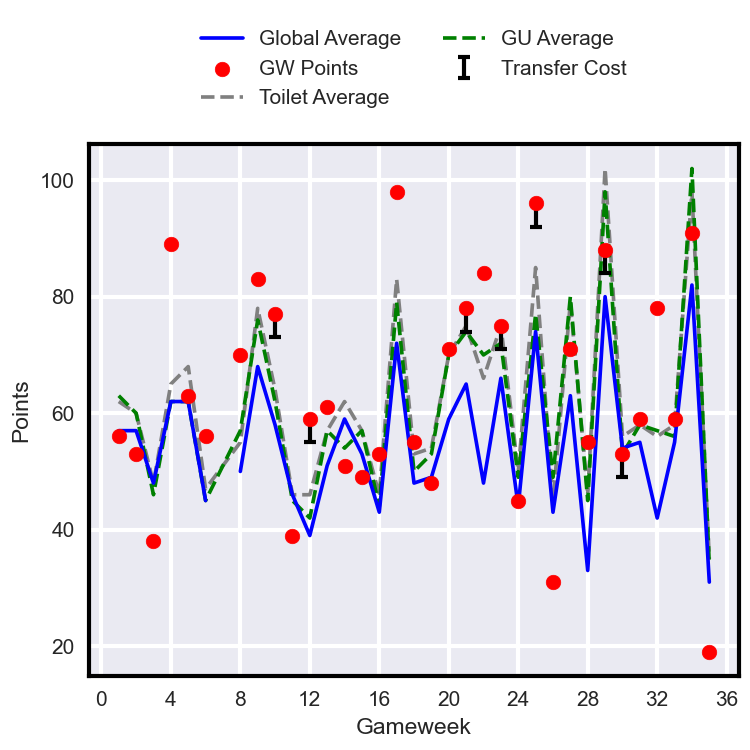 Global Average
GW Points
Toilet Average
GU Average
Transfer Cost
Points
100
80
60
40
20
0 4 8 12 16 20 24 28 32 36
Gameweek